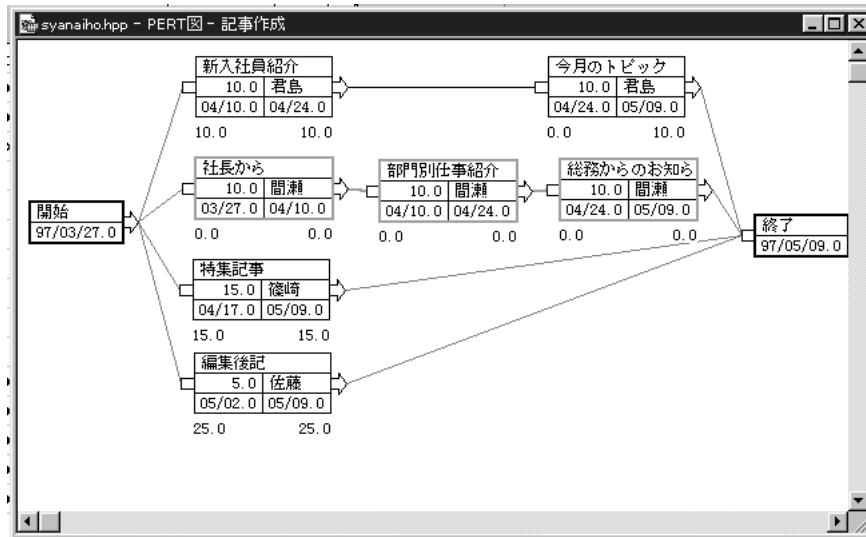 syanaiho.hpp - PERT図 - 記事作成
新入社員紹介
10.0 君島
04/10.0 04/24.0
10.0 10.0
今月のトピック
10.0 君島
04/24.0 05/09.0
0.0 10.0
社長から
10.0 間瀬
03/27.0 04/10.0
0.0 0.0
部門別仕事紹介
10.0 間瀬
04/10.0 04/24.0
0.0 0.0
総務からのお知ら
10.0 間瀬
04/24.0 05/09.0
0.0 0.0
開始
97/03/27.0
終了
97/05/09.0
特集記事
15.0 篠崎
04/17.0 05/09.0
15.0 15.0
編集後記
5.0 佐藤
05/02.0 05/09.0
25.0 25.0